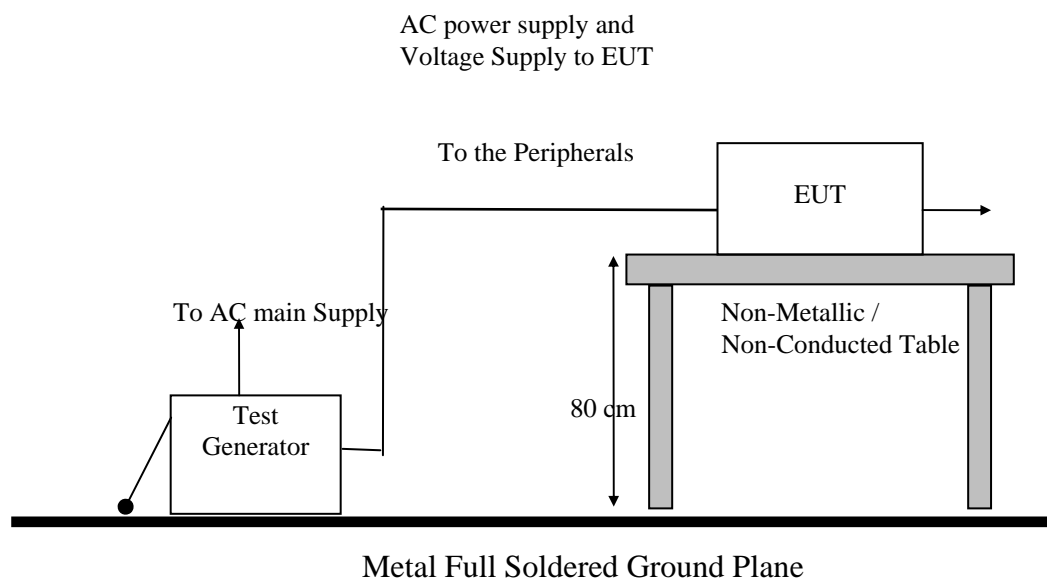 AC power supply and
Voltage Supply to EUT
To the Peripherals
EUT
To AC main Supply
Non-Metallic /
Non-Conducted Table
80 cm
Test
Generator
Metal Full Soldered Ground Plane